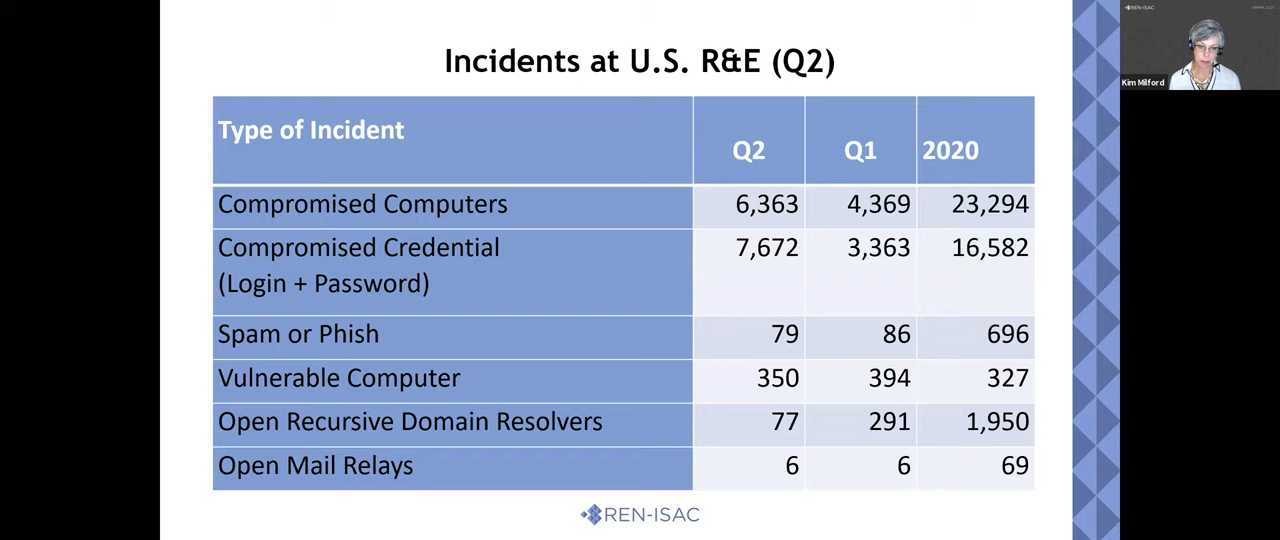 Incidents at U.S. R&E (Q2)
Type of Incident Q2 Q1 2020
Compromised Computers 6,363 4,369 23,294
Compromised Credential 7,672 3,363 16,582
(Login + Password)
Spam or Phish 79 86 696
Vulnerable Computer 350 394 327
Open Recursive Domain Resolvers 77 291 1,950
Open Mail Relays 6 6 69
REN-ISAC
REN-ISAC
Kim Milford